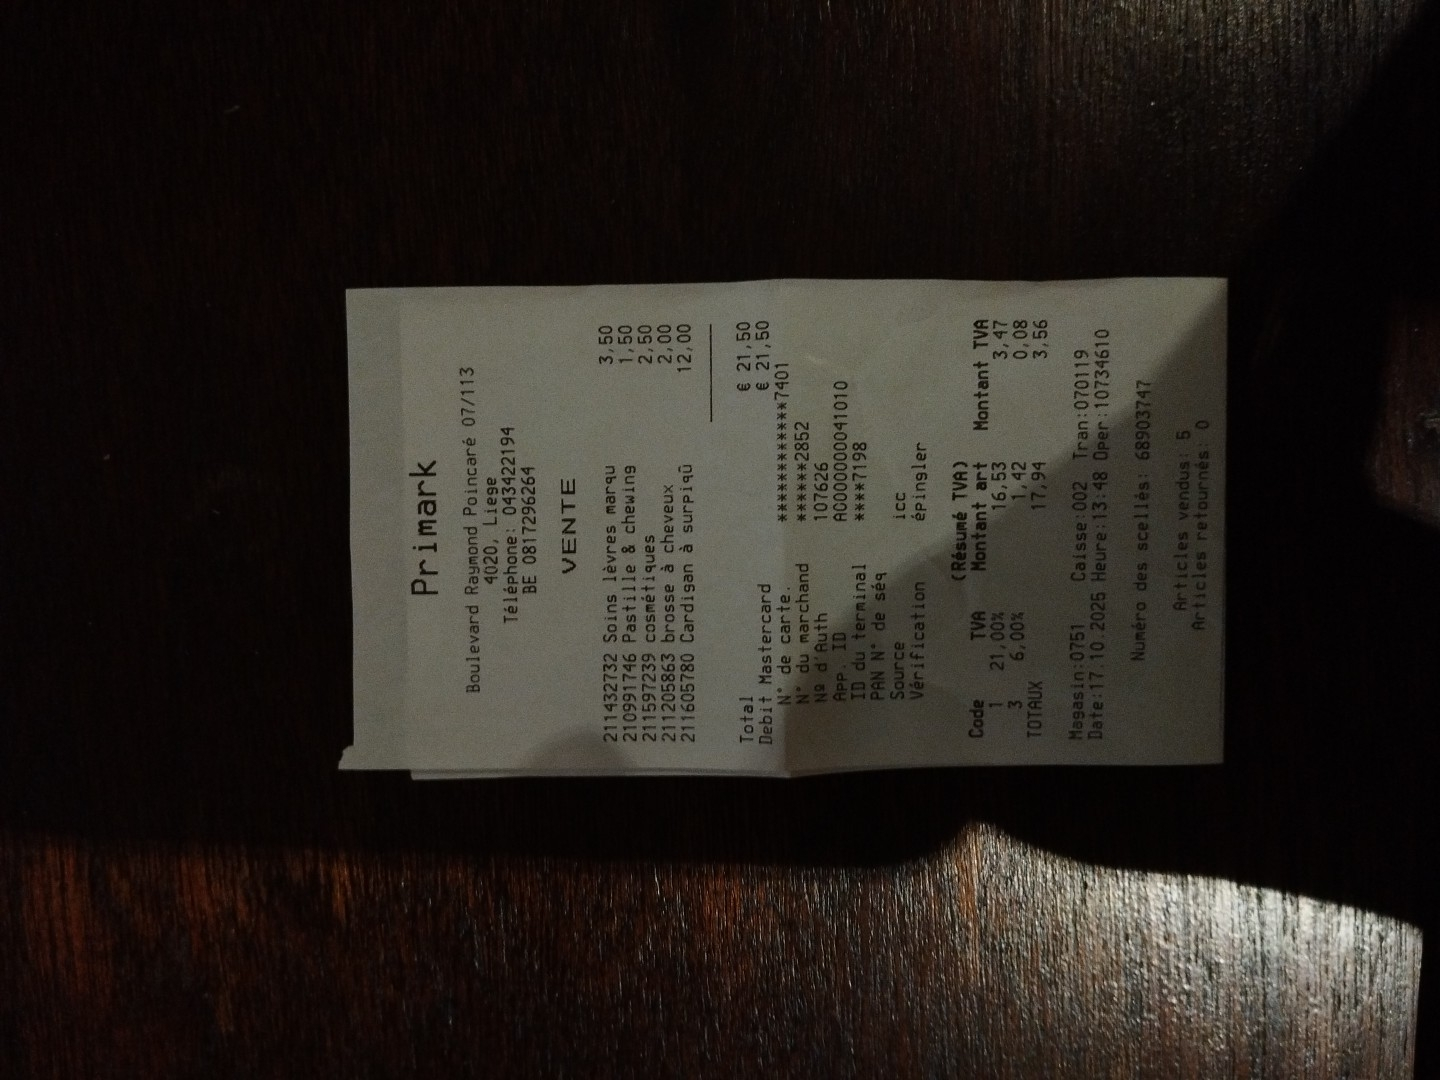 Primark
Boulevard Raymond Poincaré 07/113
4020, Liege
Téléphone: 043422194
BE 0817296264
VENTE
211432732 Soins lèvres marqu 3,50
210991746 Pastille & chewing 1,50
211597239 cosmétiques 2,50
211205863 brosse à cheveux 2,00
211605780 Cardigan à surpiqû 12,00
Total € 21,50
Debit Mastercard € 21,50
N° de carte. ************7401
N° du marchand ******2852
Nº d'Auth 107626
App. ID A0000000041010
ID du terminal ****7198
PAN N° de séq
Source icc
Vérification épingler
(Résumé TVA)
Code TVA Montant art Montant TVA
1 21,00% 16,53 3,47
3 6,00% 1,42 0,08
TOTAUX 17,94 3,56
Magasin:0751 Caisse:002 Tran:070119
Date:17.10.2025 Heure:13:48 Oper:10734610
Numéro des scellés: 68903747
Articles vendus: 5
Articles retournés: 0